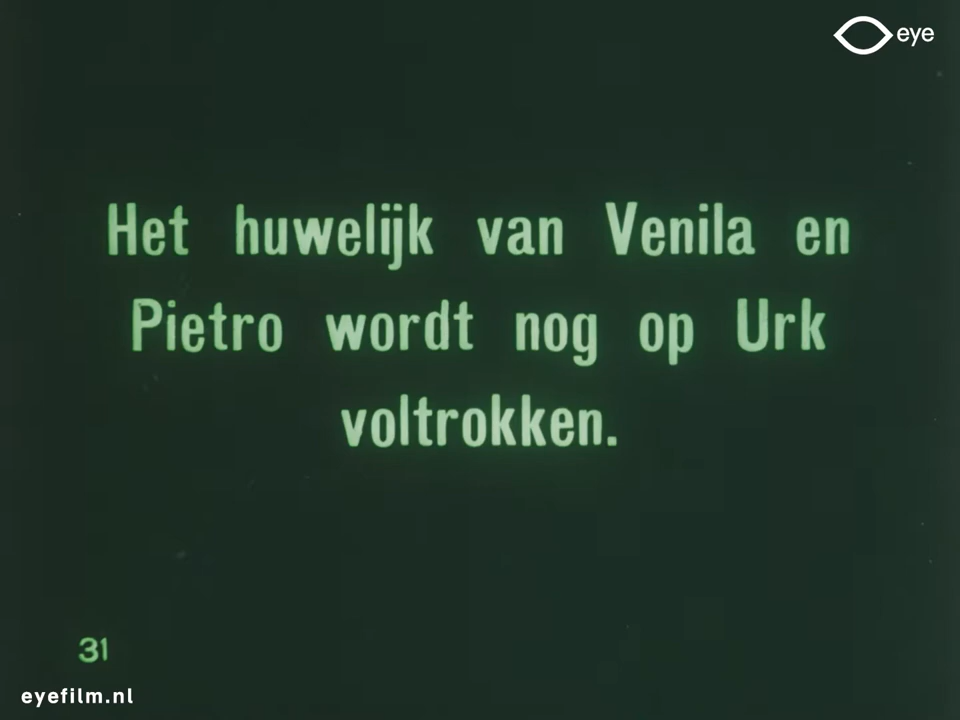 eye
Het huwelijk van Venila en
Pietro wordt nog op Urk
voltrokken.
31
eyefilm.nl